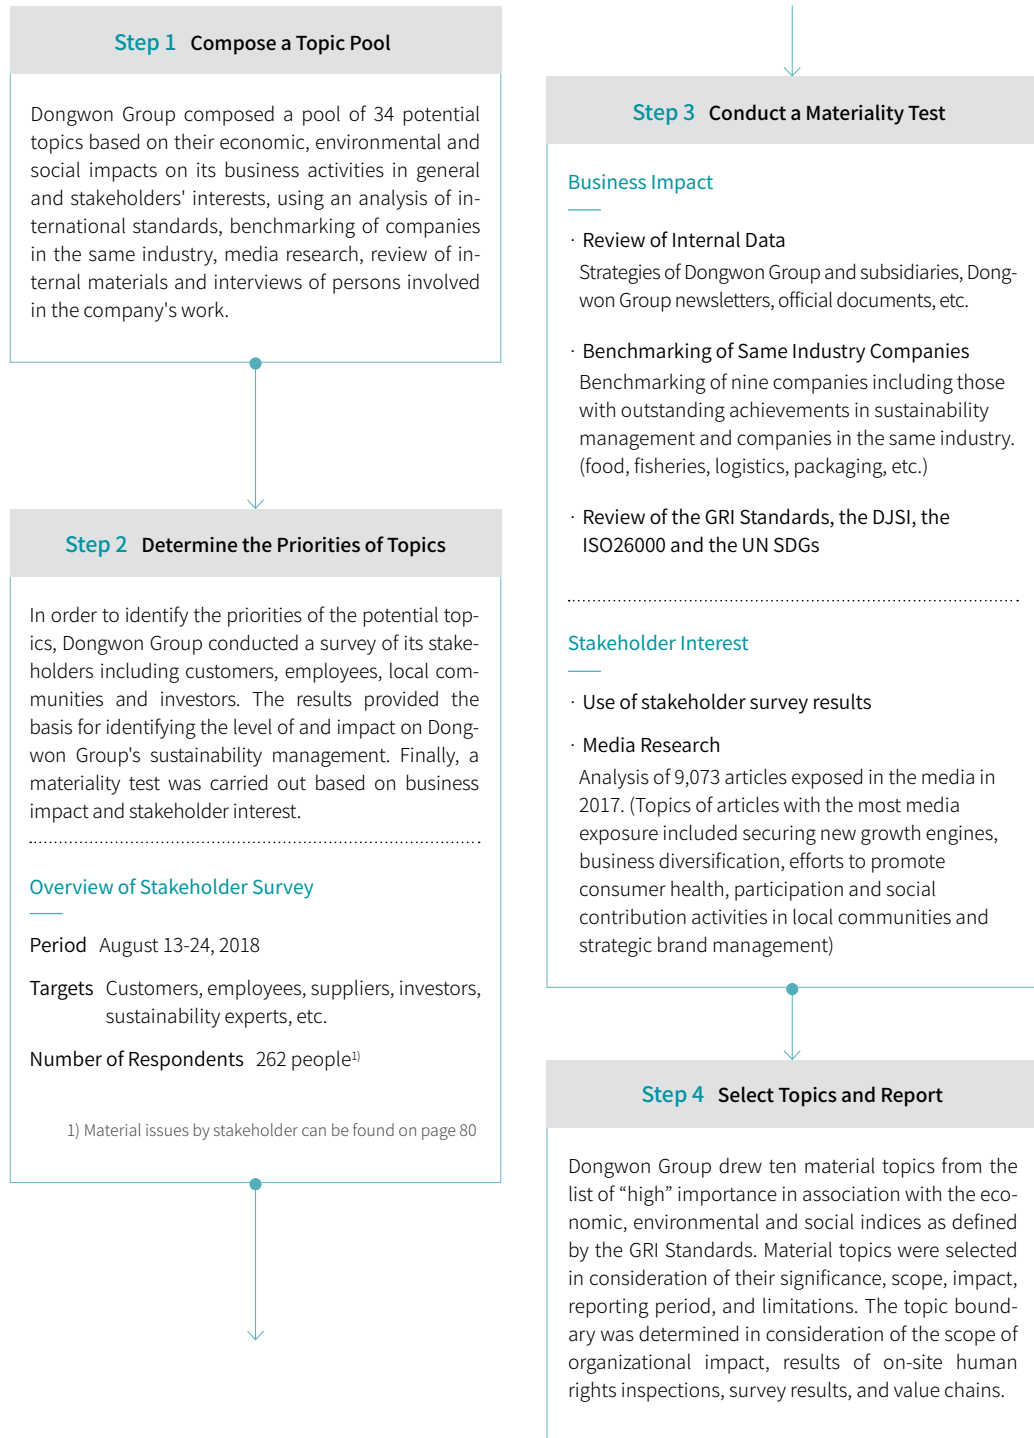 Step 1 Compose a Topic Pool
Dongwon Group composed a pool of 34 potential
topics based on their economic, environmental and
social impacts on its business activities in general
and stakeholders' interests, using an analysis of in-
ternational standards, benchmarking of companies
in the same industry, media research, review of in-
ternal materials and interviews of persons involved
in the company's work.
Step 2 Determine the Priorities of Topics
In order to identify the priorities of the potential top-
ics, Dongwon Group conducted a survey of its stake-
holders including customers, employees, local com-
munities and investors. The results provided the
basis for identifying the level of and impact on Dong-
won Group's sustainability management. Finally, a
materiality test was carried out based on business
impact and stakeholder interest.
Overview of Stakeholder Survey
Period August 13-24, 2018
Targets Customers, employees, suppliers, investors,
sustainability experts, etc.
Number of Respondents 262 people1)
1) Material issues by stakeholder can be found on page 80
Step 3 Conduct a Materiality Test
Business Impact
· Review of Internal Data
Strategies of Dongwon Group and subsidiaries, Dong-
won Group newsletters, official documents, etc.
· Benchmarking of Same Industry Companies
Benchmarking of nine companies including those
with outstanding achievements in sustainability
management and companies in the same industry.
(food, fisheries, logistics, packaging, etc.)
· Review of the GRI Standards, the DJSI, the
ISO26000 and the UN SDGs
Stakeholder Interest
· Use of stakeholder survey results
· Media Research
Analysis of 9,073 articles exposed in the media in
2017. (Topics of articles with the most media
exposure included securing new growth engines,
business diversification, efforts to promote
consumer health, participation and social
contribution activities in local communities and
strategic brand management)
Step 4 Select Topics and Report
Dongwon Group drew ten material topics from the
list of “high” importance in association with the eco-
nomic, environmental and social indices as defined
by the GRI Standards. Material topics were selected
in consideration of their significance, scope, impact,
reporting period, and limitations. The topic bound-
ary was determined in consideration of the scope of
organizational impact, results of on-site human
rights inspections, survey results, and value chains.